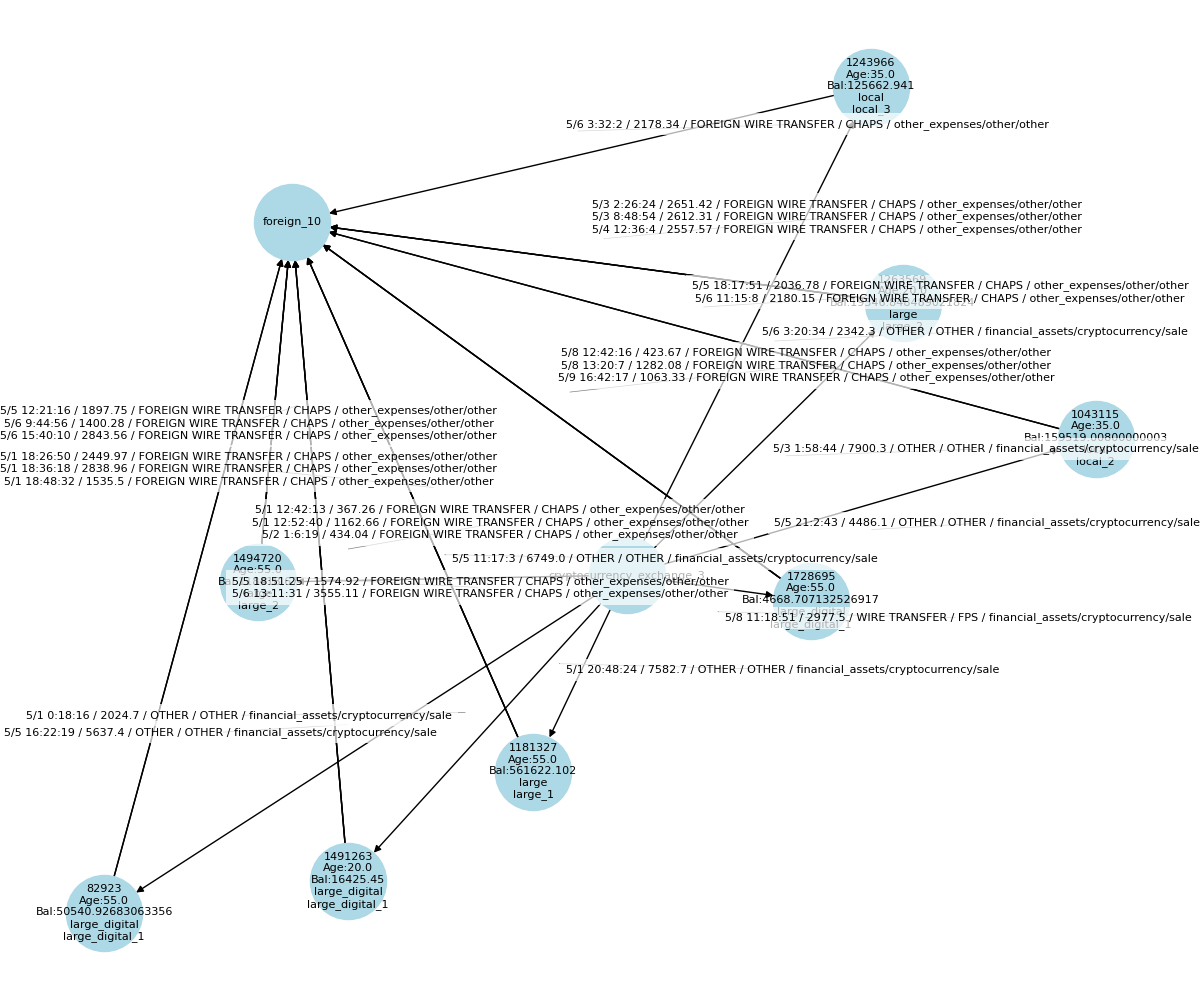 1243966
Age:35.0
Bal:125662.941
local
local_3
5/6 3:32:2 / 2178.34 / FOREIGN WIRE TRANSFER / CHAPS / other_expenses/other/other
5/3 2:26:24 / 2651.42 / FOREIGN WIRE TRANSFER / CHAPS / other_expenses/other/other
5/3 8:48:54 / 2612.31 / FOREIGN WIRE TRANSFER / CHAPS / other_expenses/other/other
5/4 12:36:4 / 2557.57 / FOREIGN WIRE TRANSFER / CHAPS / other_expenses/other/other
foreign_10
5/5 18:17:51 / 2036.78 / FOREIGN WIRE TRANSFER / CHAPS / other_expenses/other/other
5/6 11:15:8 / 2180.15 / FOREIGN WIRE TRANSFER / CHAPS / other_expenses/other/other
large
5/6 3:20:34 / 2342.3 / OTHER / OTHER / financial_assets/cryptocurrency/sale
5/8 12:42:16 / 423.67 / FOREIGN WIRE TRANSFER / CHAPS / other_expenses/other/other
5/8 13:20:7 / 1282.08 / FOREIGN WIRE TRANSFER / CHAPS / other_expenses/other/other
5/9 16:42:17 / 1063.33 / FOREIGN WIRE TRANSFER / CHAPS / other_expenses/other/other
5/5 12:21:16 / 1897.75 / FOREIGN WIRE TRANSFER / CHAPS / other_expenses/other/other
5/6 9:44:56 / 1400.28 / FOREIGN WIRE TRANSFER / CHAPS / other_expenses/other/other
5/6 15:40:10 / 2843.56 / FOREIGN WIRE TRANSFER / CHAPS / other_expenses/other/other
1043115
Age:35.0
Bal:159519.00800000003
5/3 1:58:44 / 7900.3 / OTHER / OTHER / financial_assets/cryptocurrency/sale
local_2
5/1 18:26:50 / 2449.97 / FOREIGN WIRE TRANSFER / CHAPS / other_expenses/other/other
5/1 18:36:18 / 2838.96 / FOREIGN WIRE TRANSFER / CHAPS / other_expenses/other/other
5/1 18:48:32 / 1535.5 / FOREIGN WIRE TRANSFER / CHAPS / other_expenses/other/other
5/1 12:42:13 / 367.26 / FOREIGN WIRE TRANSFER / CHAPS / other_expenses/other/other
5/1 12:52:40 / 1162.66 / FOREIGN WIRE TRANSFER / CHAPS / other_expenses/other/other
5/2 1:6:19 / 434.04 / FOREIGN WIRE TRANSFER / CHAPS / other_expenses/other/other
5/5 21:2:43 / 4486.1 / OTHER / OTHER / financial_assets/cryptocurrency/sale
5/5 11:17:3 / 6749.0 / OTHER / OTHER / financial_assets/cryptocurrency/sale
cryptocurrency_exchange_3
1494720
Age:55.0
large_2
5/5 18:51:25 / 1574.92 / FOREIGN WIRE TRANSFER / CHAPS / other_expenses/other/other
5/6 13:11:31 / 3555.11 / FOREIGN WIRE TRANSFER / CHAPS / other_expenses/other/other
1728695
Age:55.0
Bal:4668.707132526917
large_digital
large_digital_1
5/8 11:18:51 / 2977.5 / WIRE TRANSFER / FPS / financial_assets/cryptocurrency/sale
5/1 20:48:24 / 7582.7 / OTHER / OTHER / financial_assets/cryptocurrency/sale
5/1 0:18:16 / 2024.7 / OTHER / OTHER / financial_assets/cryptocurrency/sale
5/5 16:22:19 / 5637.4 / OTHER / OTHER / financial_assets/cryptocurrency/sale
1181327
Age:55.0
Bal:561622.102
large
large_1
1491263
Age:20.0
Bal:16425.45
large_digital
large_digital_1
82923
Age:55.0
Bal:50540.92683063356
large_digital
large_digital_1